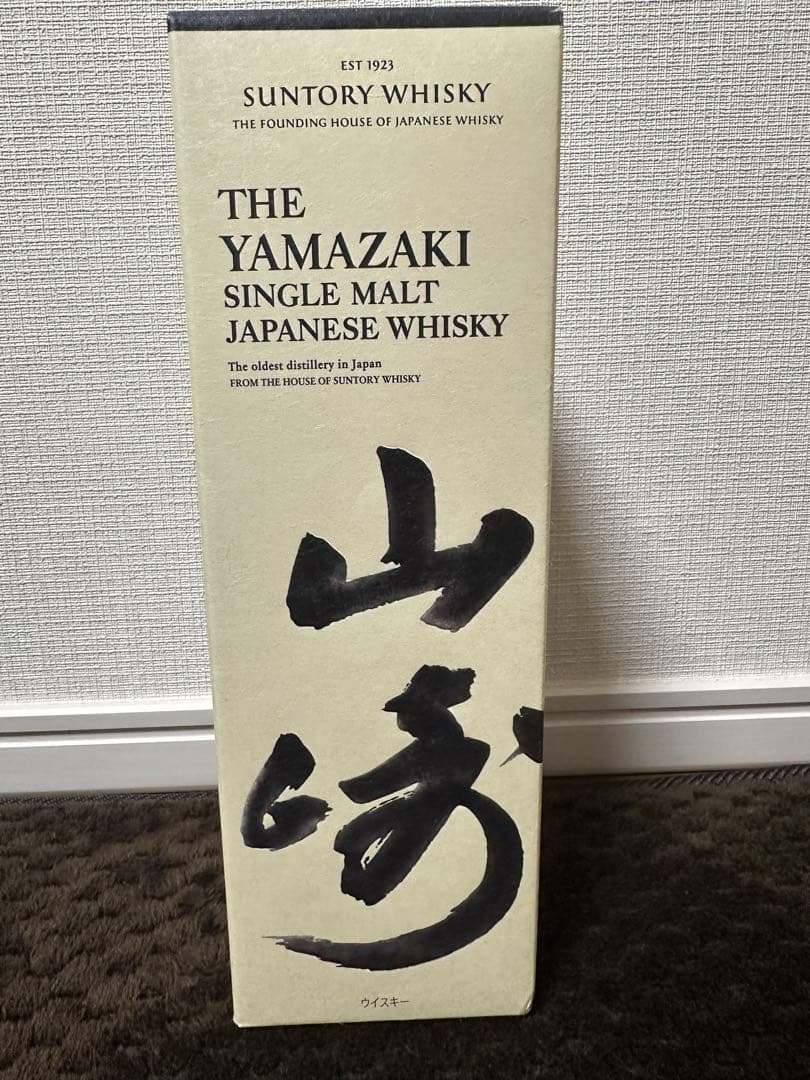 EST 1923
SUNTORY WHISKY
THE FOUNDING HOUSE OF JAPANESE WHISKY
THE
YAMAZAKI
SINGLE MALT
JAPANESE WHISKY
The oldest distillery in Japan
FROM THE HOUSE OF SUNTORY WHISKY
山
崎
ウイスキー